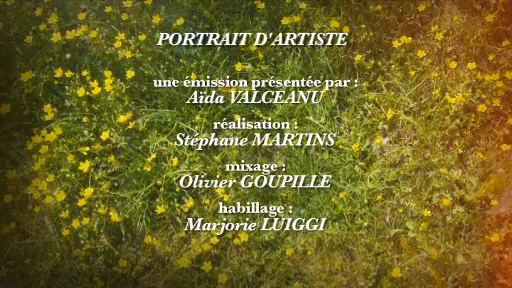 PORTRAIT D'ARTISTE
une émission présentée par :
Aïda VALCEANU
réalisation :
Stéphane MARTINS
mixage :
Olivier GOUPILLE
habillage :
Marjorie LUIGGI